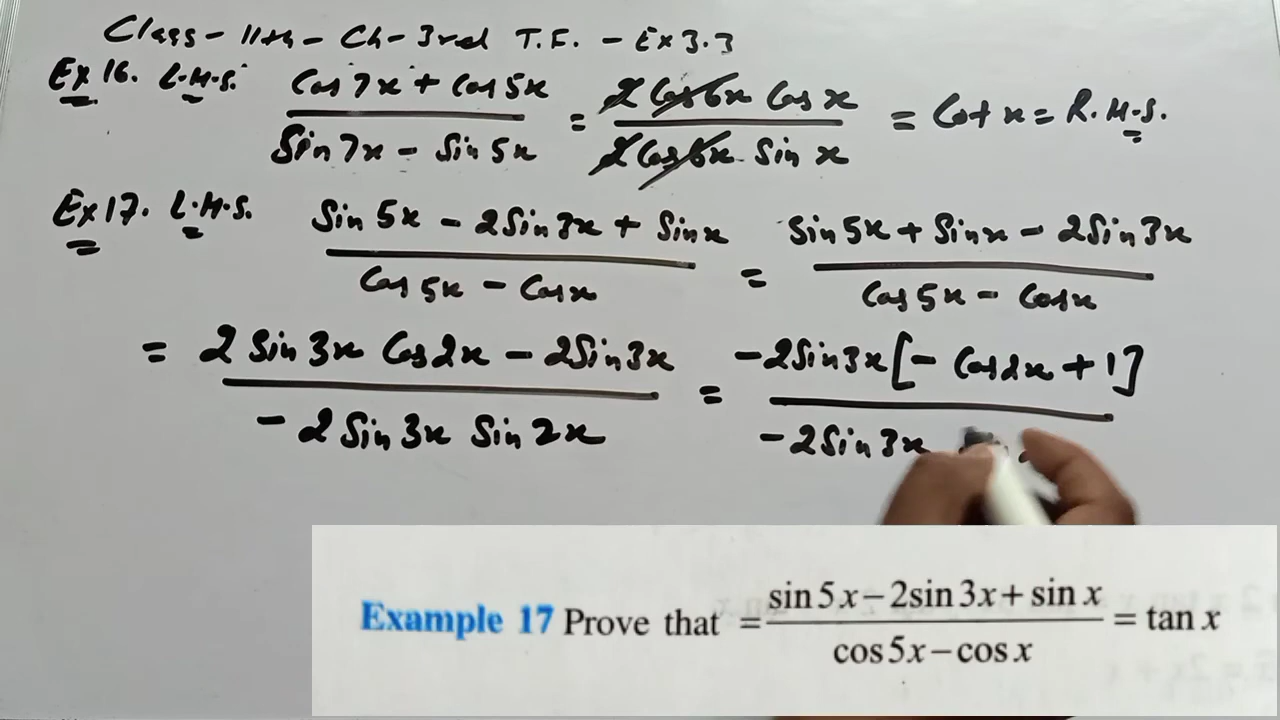 Class - 11th - Ch - 3rd T.F. - Ex 3.3
Ex 16. L.H.S. (cos 7x + cos 5x)/(Sin 7x - Sin 5x) = (2 Cos 6x Cos x)/(2 Cos 6x Sin x) = Cot x = R.H.S.
Ex 17. L.H.S. (Sin 5x - 2Sin 3x + Sin x)/(Cos 5x - Cos x) = (Sin 5x + Sin x - 2Sin 3x)/(Cos 5x - Cos x)
= (2 Sin 3x Cos 2x - 2Sin 3x)/(- 2 Sin 3x Sin 2x) = (-2Sin 3x [- Cos 2x + 1])/(- 2Sin 3x
Example 17 Prove that = (sin 5x − 2sin 3x + sin x)/(cos 5x − cos x) = tan x